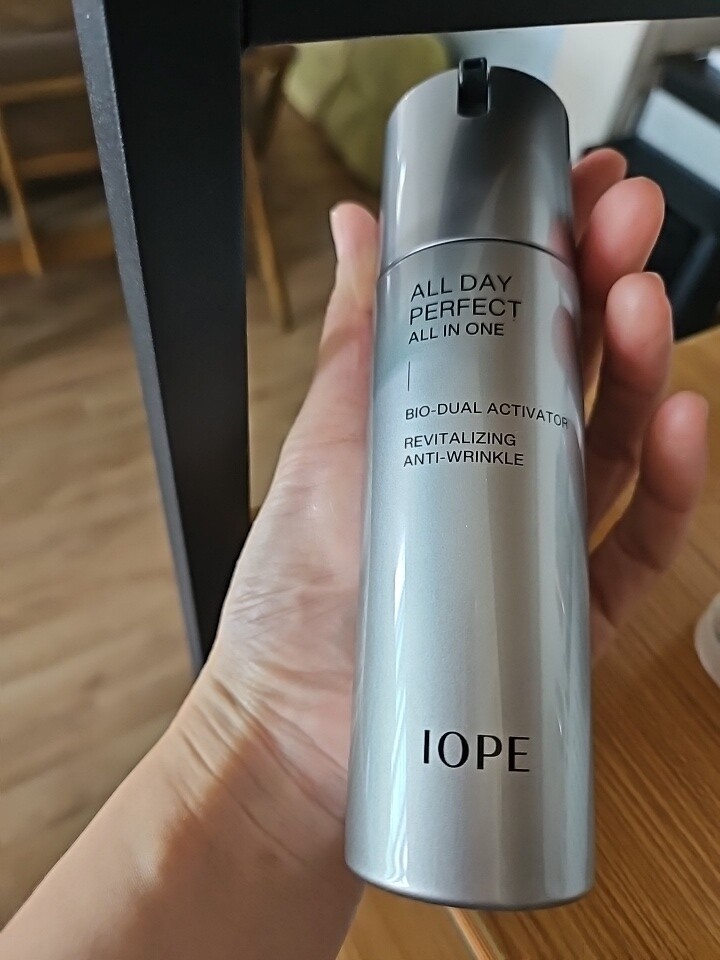 ALL DAY
PERFECT
ALL IN ONE
BIO-DUAL ACTIVATOR
REVITALIZING
ANTI-WRINKLE
IOPE